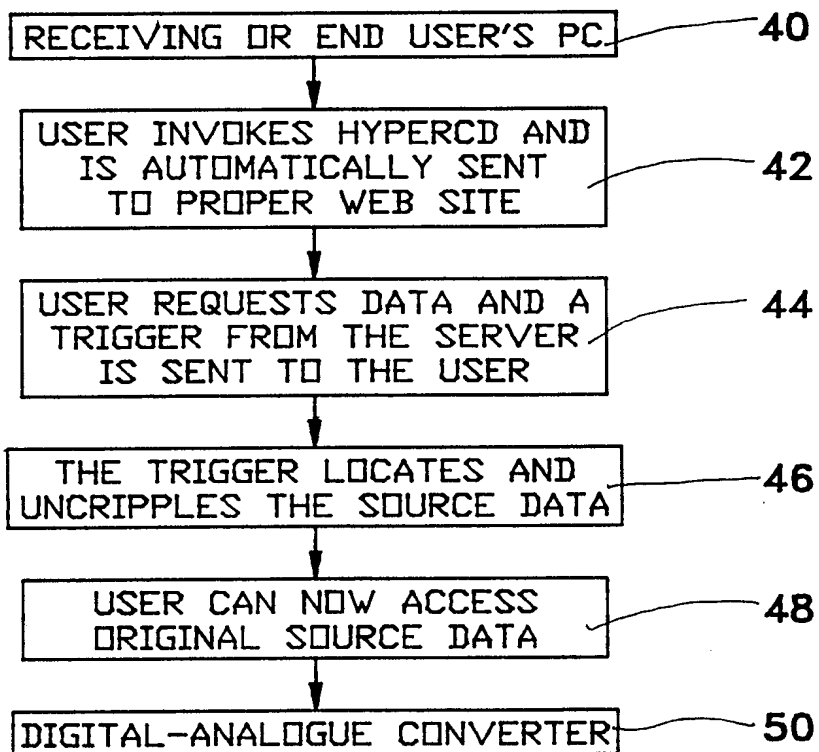 RECEIVING OR END USER'S PC 40
USER INVOKES HYPERCD AND
IS AUTOMATICALLY SENT
TO PROPER WEB SITE
42
USER REQUESTS DATA AND A
TRIGGER FROM THE SERVER
IS SENT TO THE USER
44
THE TRIGGER LOCATES AND
UNCRIPPLES THE SOURCE DATA
46
USER CAN NOW ACCESS
ORIGINAL SOURCE DATA
48
DIGITAL-ANALOGUE CONVERTER 50